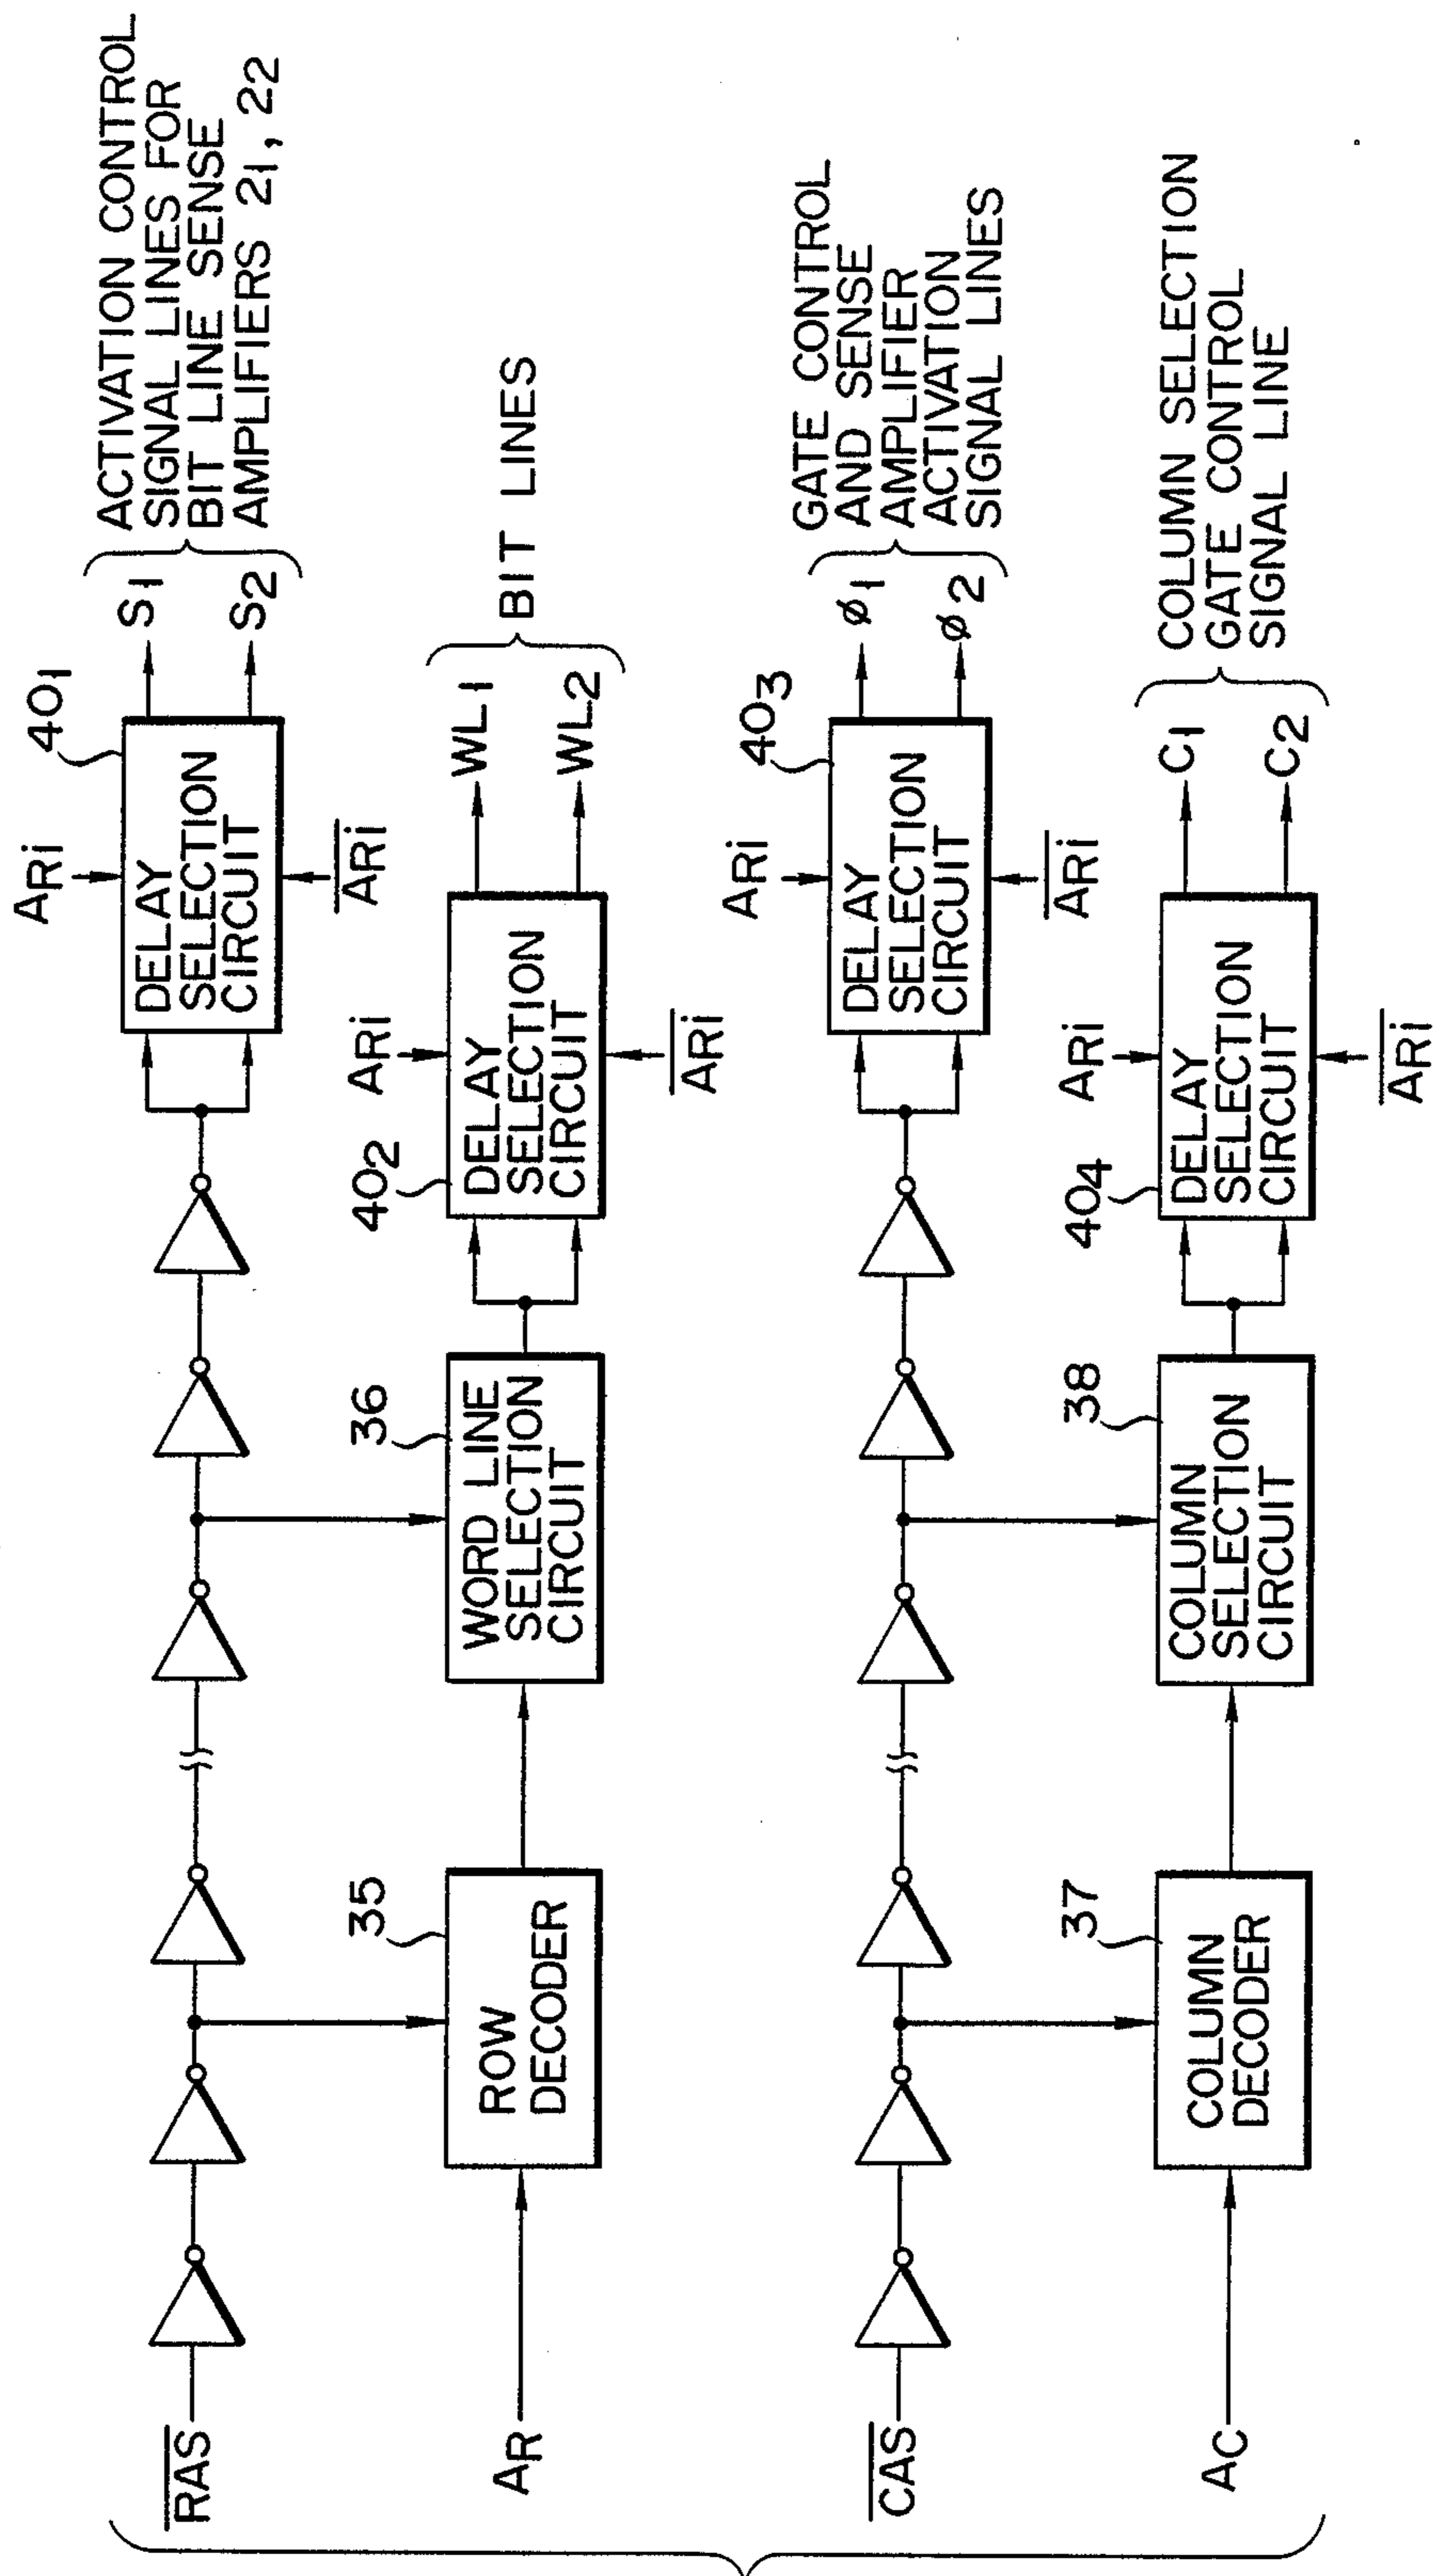 RAS
ARi
DELAY
SELECTION
CIRCUIT
401
ARi
S1
S2
ACTIVATION CONTROL
SIGNAL LINES FOR
BIT LINE SENSE
AMPLIFIERS 21, 22
AR
ROW
DECODER
35
WORD LINE
SELECTION
CIRCUIT
36
ARi
DELAY
SELECTION
CIRCUIT
402
ARi
WL1
WL2
BIT LINES
CAS
ARi
DELAY
SELECTION
CIRCUIT
403
ARi
ø1
ø2
GATE CONTROL
AND SENSE
AMPLIFIER
ACTIVATION
SIGNAL LINES
AC
COLUMN
DECODER
37
COLUMN
SELECTION
CIRCUIT
38
ARi
DELAY
SELECTION
CIRCUIT
404
ARi
C1
C2
COLUMN SELECTION
GATE CONTROL
SIGNAL LINE